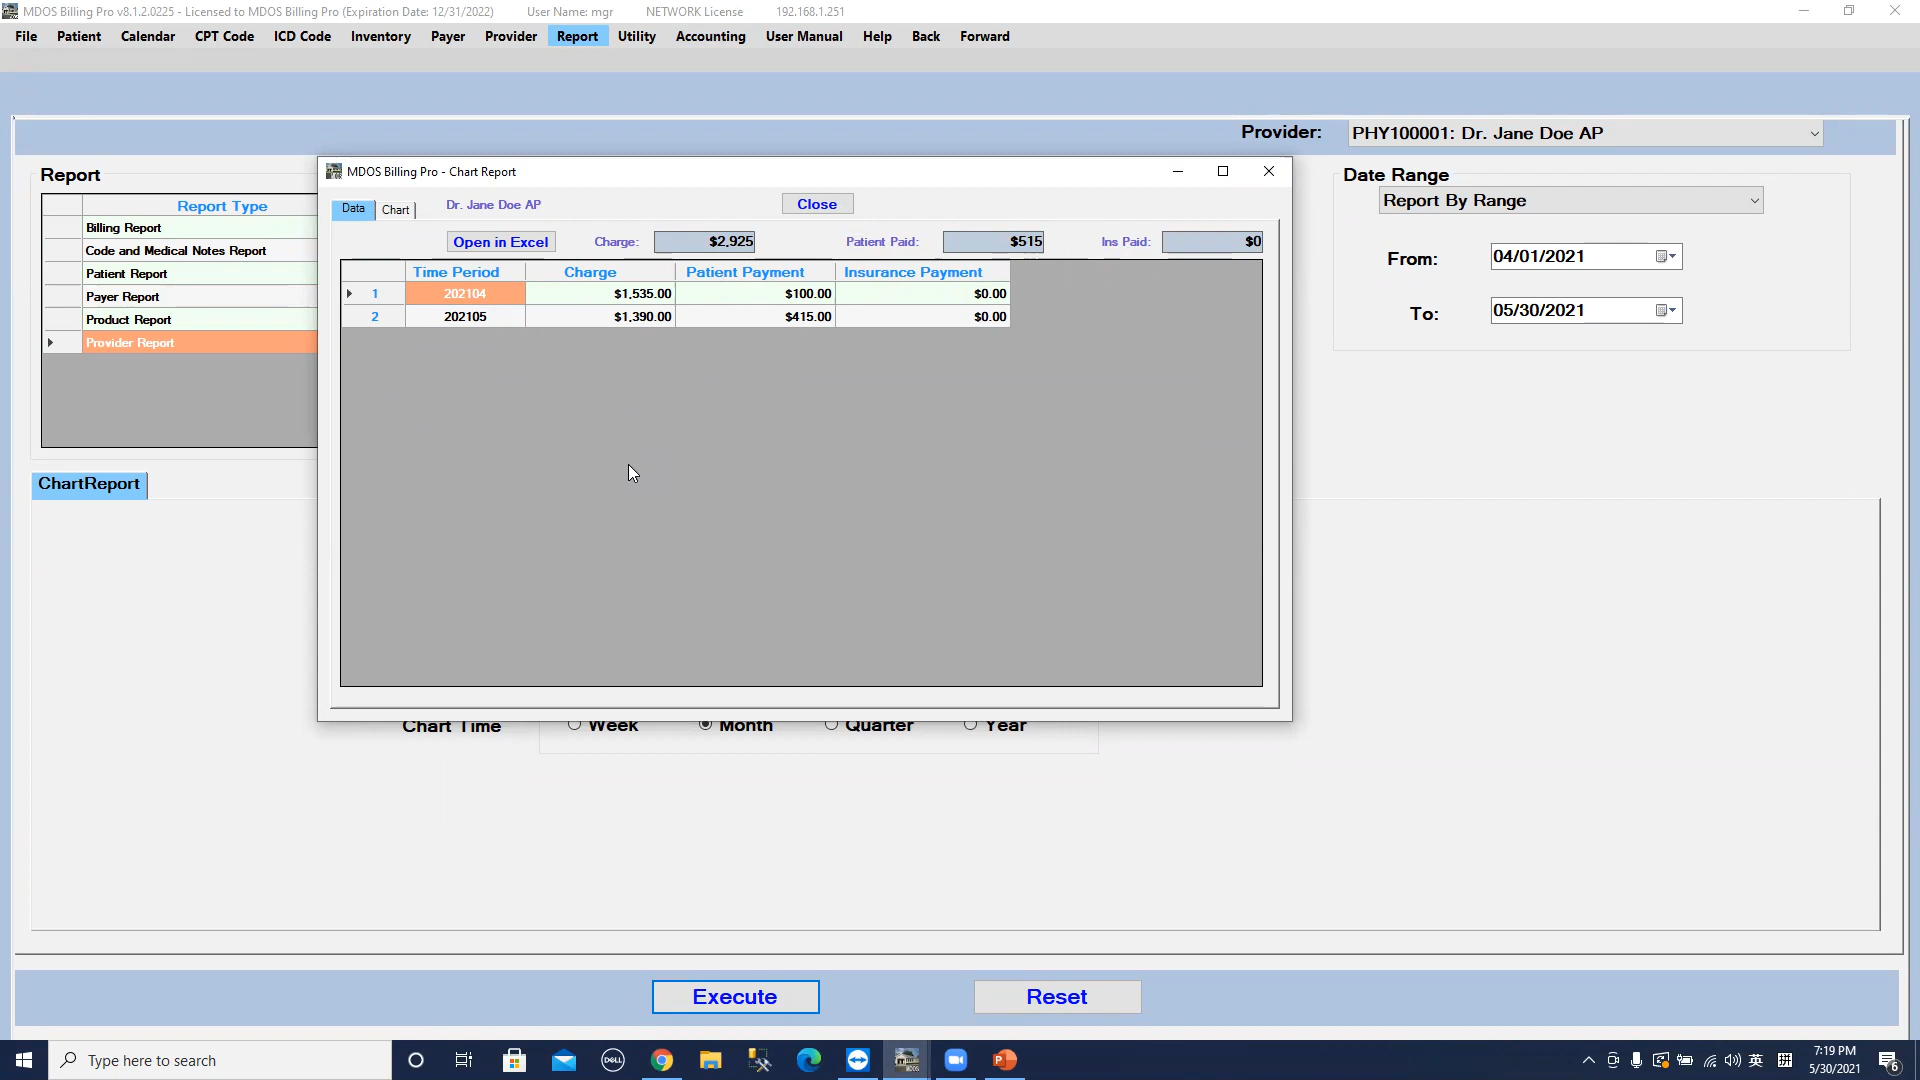 MDOS Billing Pro v8.1.2.0225 - Licensed to MDOS Billing Pro (Expiration Date: 12/31/2022) User Name: mgr NETWORK License 192.168.1.251
File Patient Calendar CPT Code ICD Code Inventory Payer Provider Report Utility Accounting User Manual Help Back Forward
Provider: PHY100001: Dr. Jane Doe AP
Report
Report Type
Billing Report
Code and Medical Notes Report
Patient Report
Payer Report
Product Report
Provider Report
MDOS Billing Pro - Chart Report
Data Chart Dr. Jane Doe AP Close
Open in Excel Charge: $2,925 Patient Paid: $515 Ins Paid: $0
Time Period Charge Patient Payment Insurance Payment
1 202104 $1,535.00 $100.00 $0.00
2 202105 $1,390.00 $415.00 $0.00
Date Range
Report By Range
From: 04/01/2021
To: 05/30/2021
ChartReport
Chart Time Week Month Quarter Year
Execute Reset
Type here to search
DELL
MDOS
P
英
拼
7:19 PM
5/30/2021
6